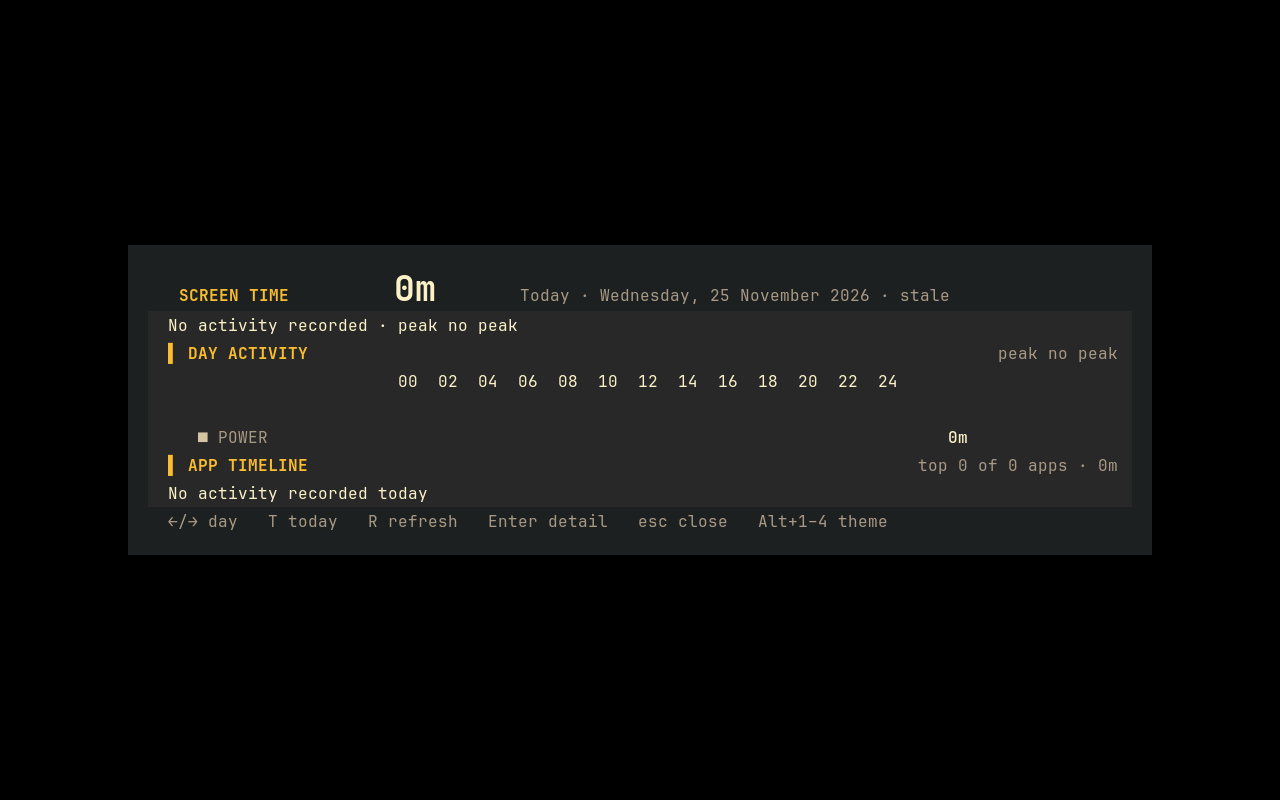 SCREEN TIME 0m Today · Wednesday, 25 November 2026 · stale
No activity recorded · peak no peak
DAY ACTIVITY peak no peak
00 02 04 06 08 10 12 14 16 18 20 22 24
■ POWER 0m
APP TIMELINE top 0 of 0 apps · 0m
No activity recorded today
←/→ day T today R refresh Enter detail esc close Alt+1–4 theme